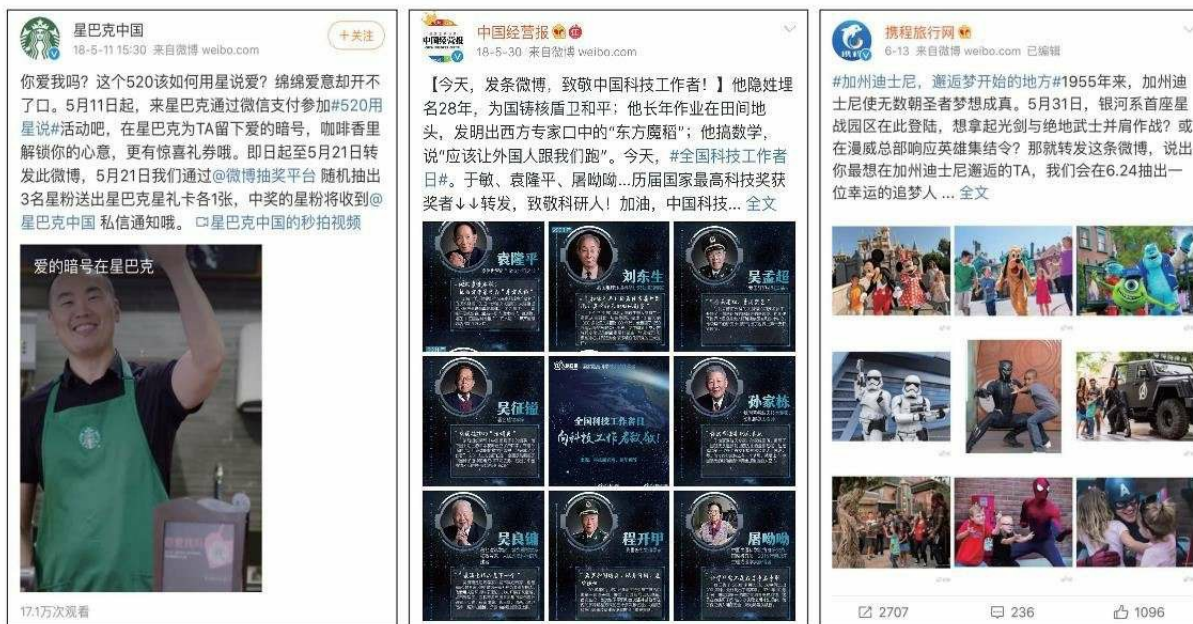 星巴克中国
18-5-11 15:30 来自微博 weibo.com
+关注
你爱我吗？这个520该如何用星说爱？绵绵爱意却开不
了口。5月11日起，来星巴克通过微信支付参加#520用
星说#活动吧，在星巴克为TA留下爱的暗号，咖啡香里
解锁你的心意，更有惊喜礼券哦。即日起至5月21日转
发此微博，5月21日我们通过@微博抽奖平台 随机抽出
3名星粉送出星巴克星礼卡各1张，中奖的星粉将收到@
星巴克中国 私信通知哦。 星巴克中国的秒拍视频
爱的暗号在星巴克
17.1万次观看
中国经营报
中国经营报
18-5-30 来自微博 weibo.com
【今天，发条微博，致敬中国科技工作者！】他隐姓埋
名28年，为国铸核盾卫和平；他长年作业在田间地
头，发明出西方专家口中的“东方魔稻”；他搞数学，
说“应该让外国人跟我们跑”。今天，#全国科技工作者
日#。于敏、袁隆平、屠呦呦...历届国家最高科技奖获
奖者↓↓转发，致敬科研人！加油，中国科技... 全文
袁隆平
刘东生
吴孟超
吴征镒
全国科技工作者日
向科技工作者致敬!
孙家栋
吴良镛
程开甲
屠呦呦
携程旅行网
6-13 来自微博 weibo.com 已编辑
#加州迪士尼，邂逅梦开始的地方#1955年来，加州迪
士尼使无数朝圣者梦想成真。5月31日，银河系首座星
战园区在此登陆，想拿起光剑与绝地武士并肩作战？或
在漫威总部响应英雄集结令？那就转发这条微博，说出
你最想在加州迪士尼邂逅的TA，我们会在6.24抽出一
位幸运的追梦人 ... 全文
2707
236
1096